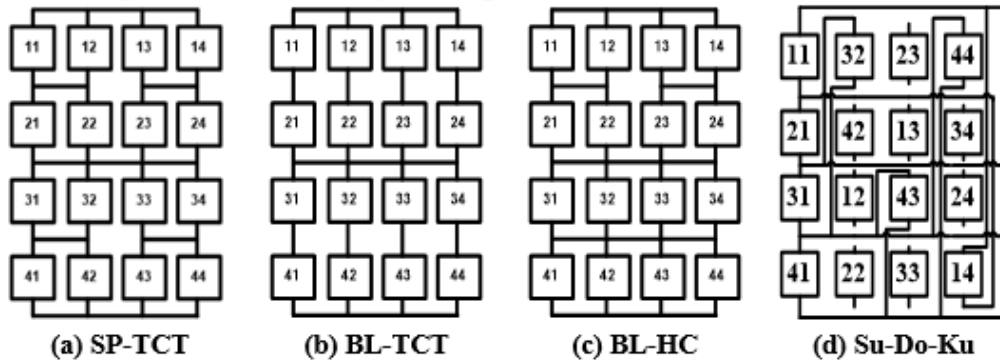 11 12 13 14
21 22 23 24
31 32 33 34
41 42 43 44
(a) SP-TCT
11 12 13 14
21 22 23 24
31 32 33 34
41 42 43 44
(b) BL-TCT
11 12 13 14
21 22 23 24
31 32 33 34
41 42 43 44
(c) BL-HC
11 32 23 44
21 42 13 34
31 12 43 24
41 22 33 14
(d) Su-Do-Ku